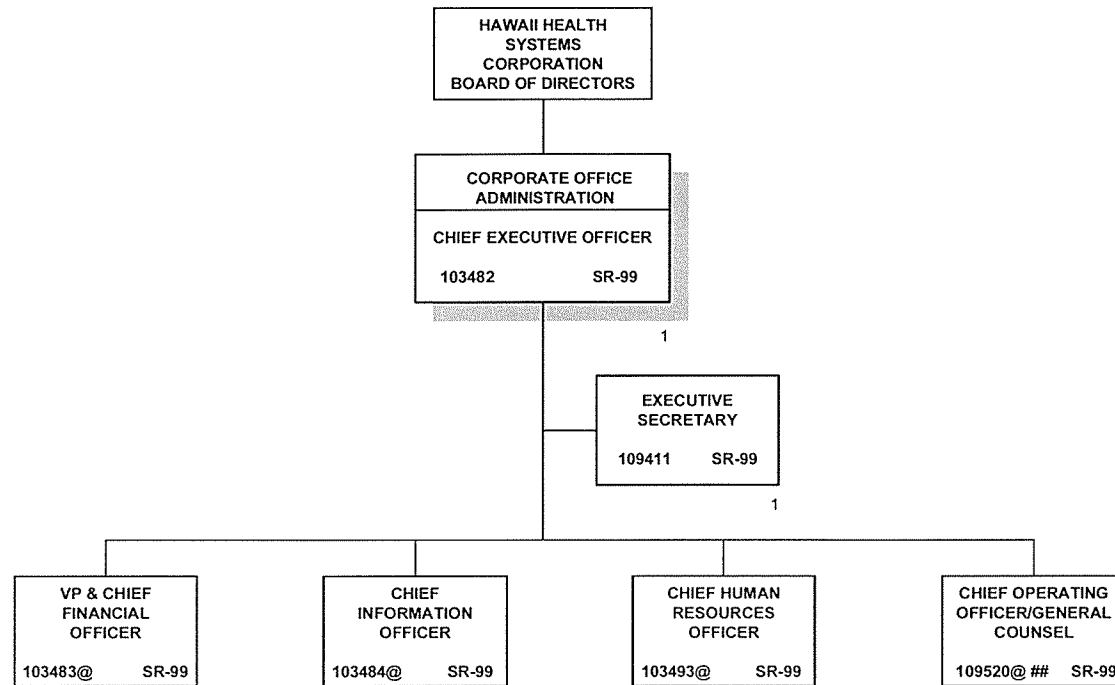 HAWAII HEALTH
SYSTEMS
CORPORATION
BOARD OF DIRECTORS
CORPORATE OFFICE
ADMINISTRATION
CHIEF EXECUTIVE OFFICER
103482 SR-99
1
EXECUTIVE
SECRETARY
109411 SR-99
1
VP & CHIEF
FINANCIAL
OFFICER
103483@ SR-99
CHIEF
INFORMATION
OFFICER
103484@ SR-99
CHIEF HUMAN
RESOURCES
OFFICER
103493@ SR-99
CHIEF OPERATING
OFFICER/GENERAL
COUNSEL
109520@ ## SR-99